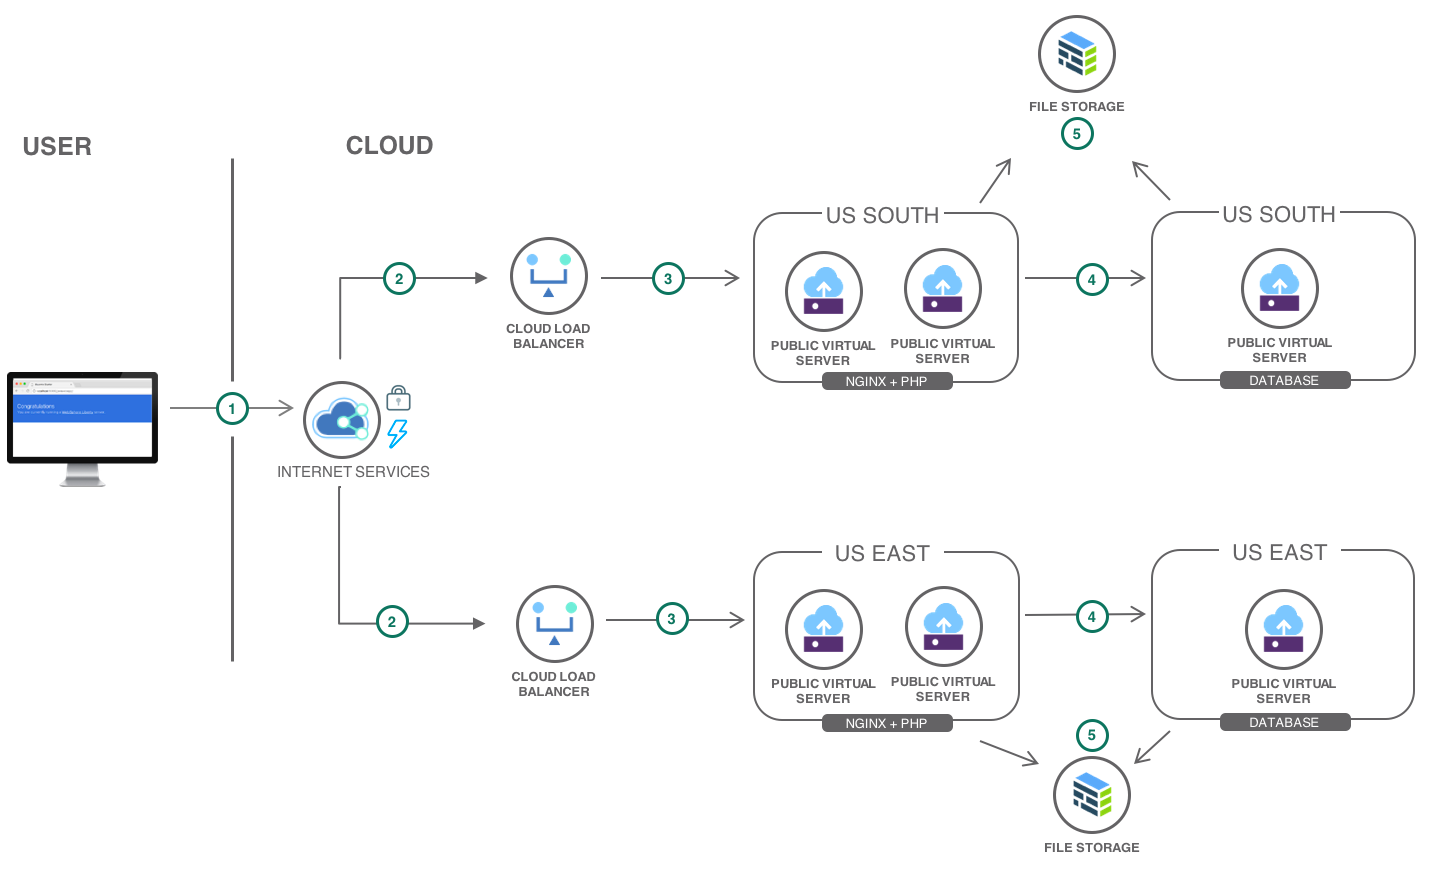 USER
CLOUD
FILE STORAGE
5
US SOUTH
PUBLIC VIRTUAL
SERVER
PUBLIC VIRTUAL
SERVER
NGINX + PHP
4
US SOUTH
PUBLIC VIRTUAL
SERVER
DATABASE
2
CLOUD LOAD
BALANCER
3
Congratulations
1
INTERNET SERVICES
2
CLOUD LOAD
BALANCER
3
US EAST
PUBLIC VIRTUAL
SERVER
PUBLIC VIRTUAL
SERVER
NGINX + PHP
4
US EAST
PUBLIC VIRTUAL
SERVER
DATABASE
5
FILE STORAGE